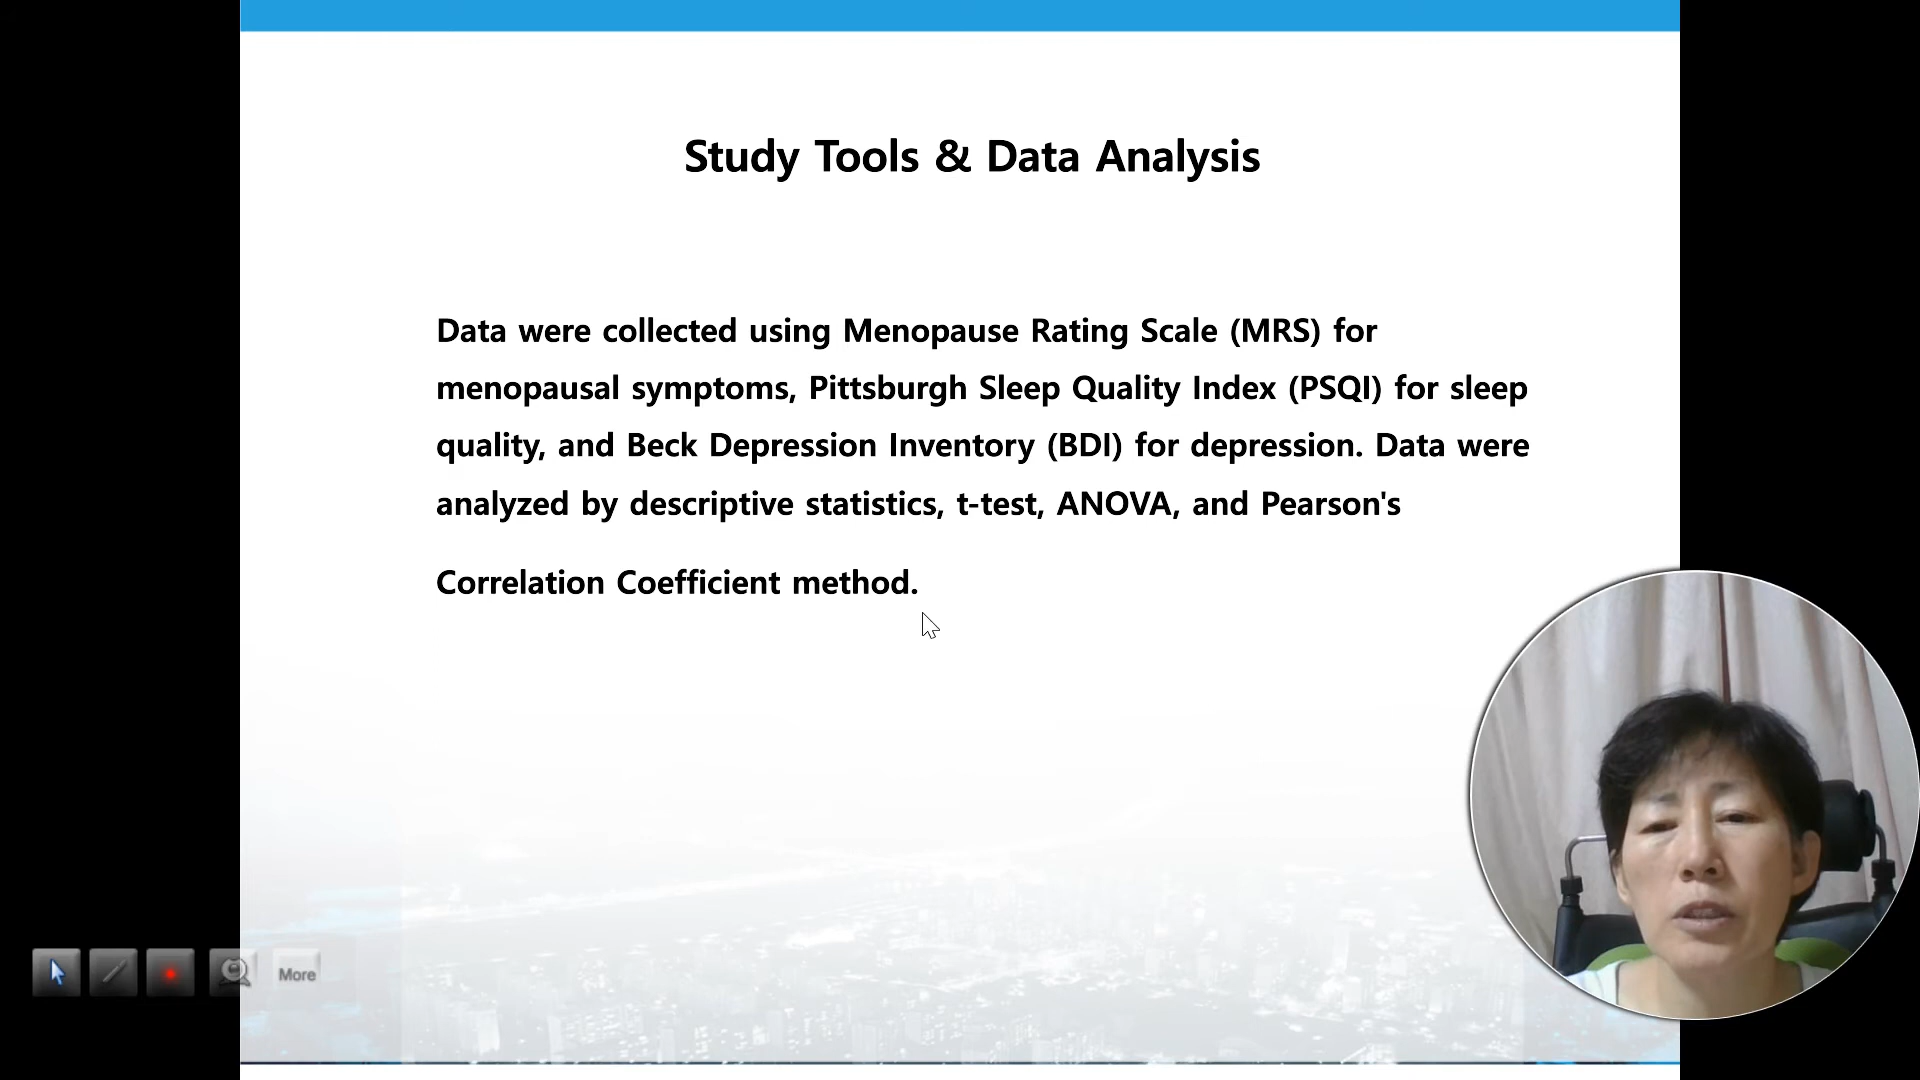 Study Tools & Data Analysis
Data were collected using Menopause Rating Scale (MRS) for
menopausal symptoms, Pittsburgh Sleep Quality Index (PSQI) for sleep
quality, and Beck Depression Inventory (BDI) for depression. Data were
analyzed by descriptive statistics, t-test, ANOVA, and Pearson's
Correlation Coefficient method.
More